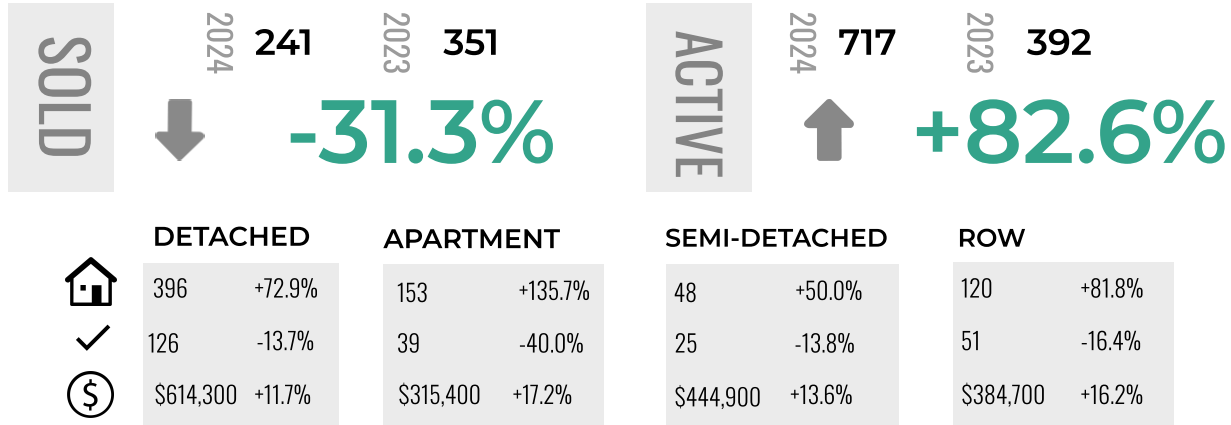 SOLD
2024 241 2023 351
-31.3%
ACTIVE
2024 717 2023 392
+82.6%
DETACHED
396 +72.9%
126 -13.7%
$614,300 +11.7%
APARTMENT
153 +135.7%
39 -40.0%
$315,400 +17.2%
SEMI-DETACHED
48 +50.0%
25 -13.8%
$444,900 +13.6%
ROW
120 +81.8%
51 -16.4%
$384,700 +16.2%
$